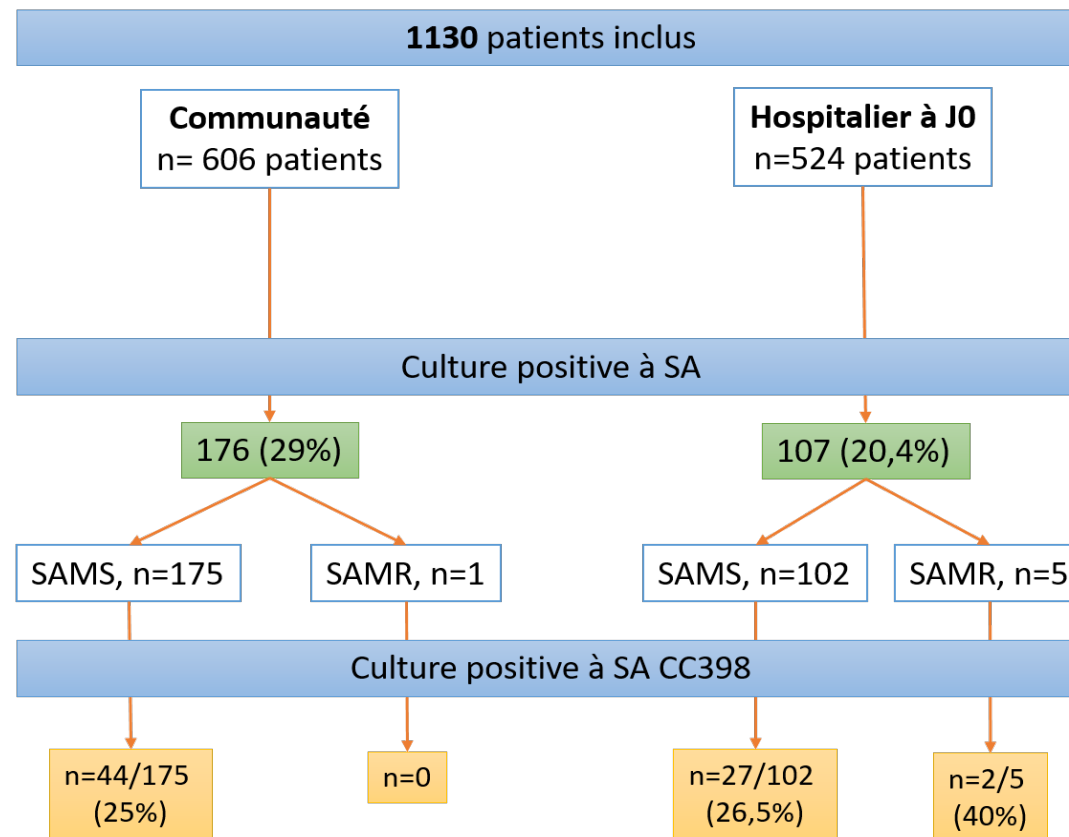 1130 patients inclus
Communauté
n= 606 patients
Hospitalier à J0
n=524 patients
Culture positive à SA
176 (29%)
107 (20,4%)
SAMS, n=175
SAMR, n=1
SAMS, n=102
SAMR, n=5
Culture positive à SA CC398
n=44/175
(25%)
n=0
n=27/102
(26,5%)
n=2/5
(40%)